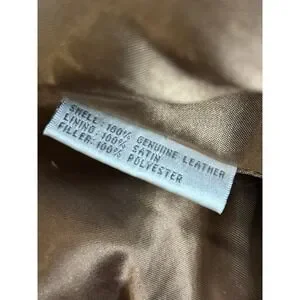 SHELL: 100% GENUINE LEATHER
LINING: 100% SATIN
FILLER: 100% POLYESTER